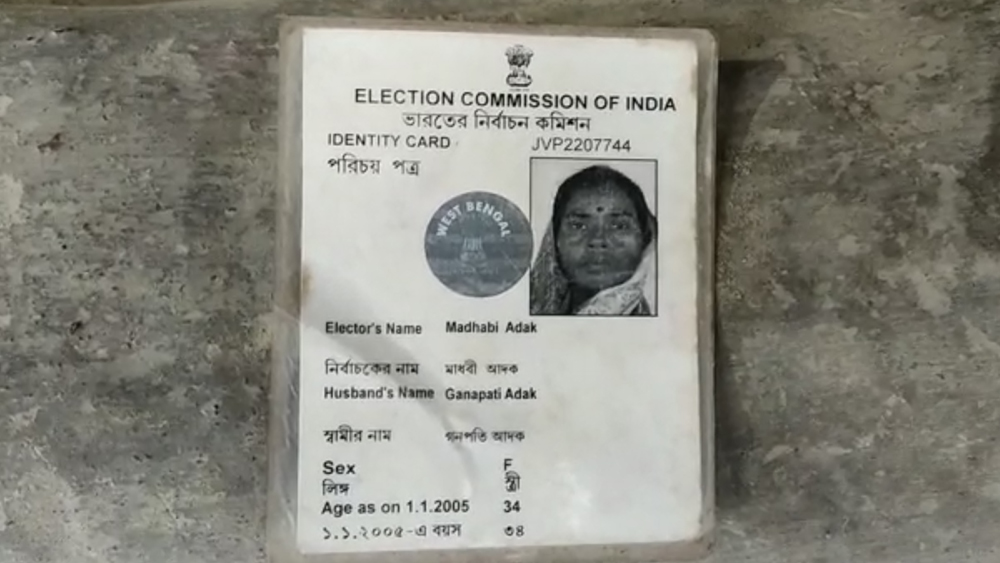 ELECTION COMMISSION OF INDIA
ভারতের নির্বাচন কমিশন
IDENTITY CARD JVP2207744
পরিচয় পত্র
WEST BENGAL
Elector's Name Madhabi Adak
নির্বাচকের নাম মাধবী আদক
Husband's Name Ganapati Adak
স্বামীর নাম গনপতি আদক
Sex F
লিঙ্গ স্ত্রী
Age as on 1.1.2005 34
১.১.২০০৫-এ বয়স ৩৪